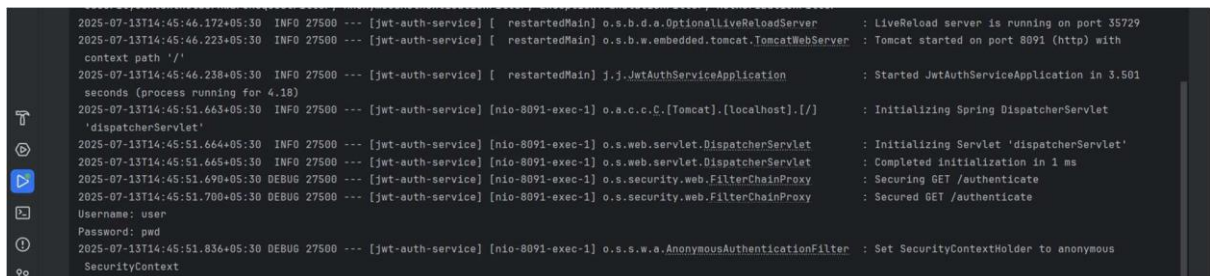 2025-07-13T14:45:46.172+05:30  INFO 27500 --- [jwt-auth-service] [  restartedMain] o.s.b.d.a.OptionalLiveReloadServer       : LiveReload server is running on port 35729
2025-07-13T14:45:46.223+05:30  INFO 27500 --- [jwt-auth-service] [  restartedMain] o.s.b.w.embedded.tomcat.TomcatWebServer  : Tomcat started on port 8091 (http) with
context path '/'
2025-07-13T14:45:46.238+05:30  INFO 27500 --- [jwt-auth-service] [  restartedMain] j.j.JwtAuthServiceApplication            : Started JwtAuthServiceApplication in 3.501
seconds (process running for 4.18)
2025-07-13T14:45:51.663+05:30  INFO 27500 --- [jwt-auth-service] [nio-8091-exec-1] o.a.c.c.C.[Tomcat].[localhost].[/]       : Initializing Spring DispatcherServlet
'dispatcherServlet'
2025-07-13T14:45:51.664+05:30  INFO 27500 --- [jwt-auth-service] [nio-8091-exec-1] o.s.web.servlet.DispatcherServlet        : Initializing Servlet 'dispatcherServlet'
2025-07-13T14:45:51.665+05:30  INFO 27500 --- [jwt-auth-service] [nio-8091-exec-1] o.s.web.servlet.DispatcherServlet        : Completed initialization in 1 ms
2025-07-13T14:45:51.690+05:30 DEBUG 27500 --- [jwt-auth-service] [nio-8091-exec-1] o.s.security.web.FilterChainProxy        : Securing GET /authenticate
2025-07-13T14:45:51.700+05:30 DEBUG 27500 --- [jwt-auth-service] [nio-8091-exec-1] o.s.security.web.FilterChainProxy        : Secured GET /authenticate
Username: user
Password: pwd
2025-07-13T14:45:51.836+05:30 DEBUG 27500 --- [jwt-auth-service] [nio-8091-exec-1] o.s.s.w.a.AnonymousAuthenticationFilter  : Set SecurityContextHolder to anonymous
SecurityContext